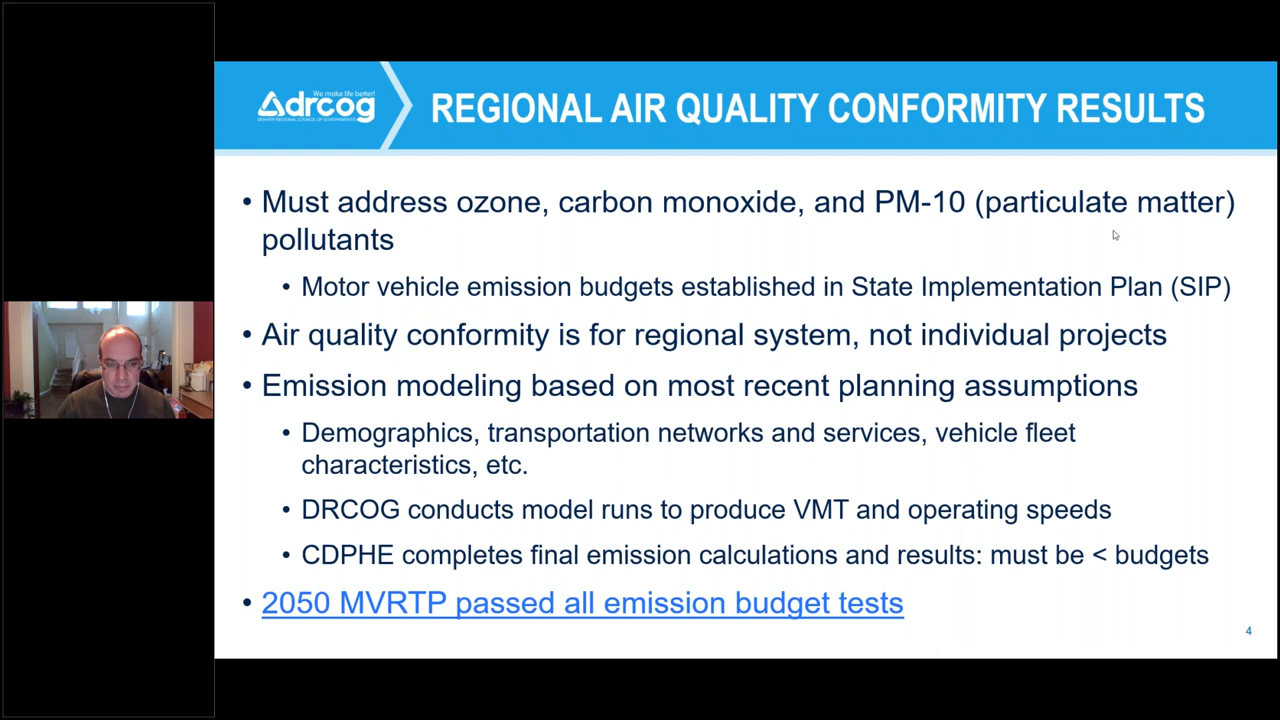 We make life better!
drcog
DENVER REGIONAL COUNCIL OF GOVERNMENTS
REGIONAL AIR QUALITY CONFORMITY RESULTS
• Must address ozone, carbon monoxide, and PM-10 (particulate matter)
pollutants
• Motor vehicle emission budgets established in State Implementation Plan (SIP)
• Air quality conformity is for regional system, not individual projects
• Emission modeling based on most recent planning assumptions
• Demographics, transportation networks and services, vehicle fleet
characteristics, etc.
• DRCOG conducts model runs to produce VMT and operating speeds
• CDPHE completes final emission calculations and results: must be < budgets
• 2050 MVRTP passed all emission budget tests
4